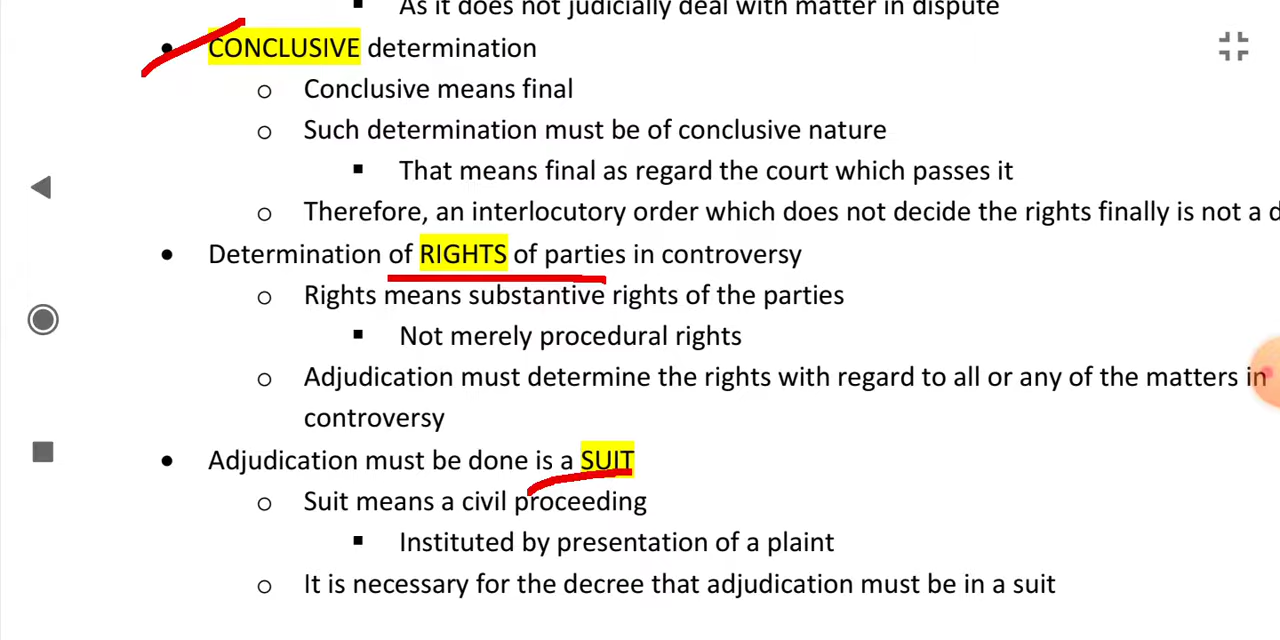 As it does not judicially deal with matter in dispute
CONCLUSIVE determination
Conclusive means final
Such determination must be of conclusive nature
That means final as regard the court which passes it
Therefore, an interlocutory order which does not decide the rights finally is not a
Determination of RIGHTS of parties in controversy
Rights means substantive rights of the parties
Not merely procedural rights
Adjudication must determine the rights with regard to all or any of the matters in
controversy
Adjudication must be done is a SUIT
Suit means a civil proceeding
Instituted by presentation of a plaint
It is necessary for the decree that adjudication must be in a suit